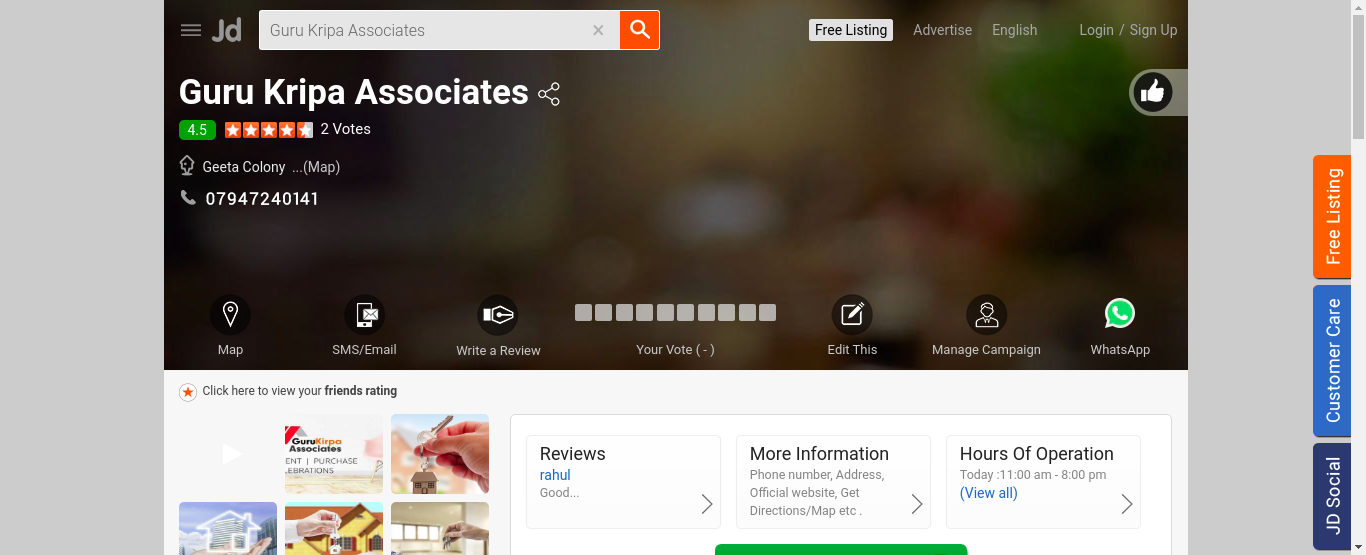 Jd
Guru Kripa Associates
Free Listing
Advertise
English
Login / Sign Up
Guru Kripa Associates
4.5
2 Votes
Geeta Colony ...(Map)
07947240141
Map
SMS/Email
Write a Review
Your Vote ( - )
Edit This
Manage Campaign
WhatsApp
Click here to view your friends rating
GuruKirpa
Associates
ENT | PURCHASE
LEBRATIONS
Reviews
rahul
Good...
More Information
Phone number, Address,
Official website, Get
Directions/Map etc .
Hours Of Operation
Today :11:00 am - 8:00 pm
(View all)
Free Listing
Customer Care
JD Social